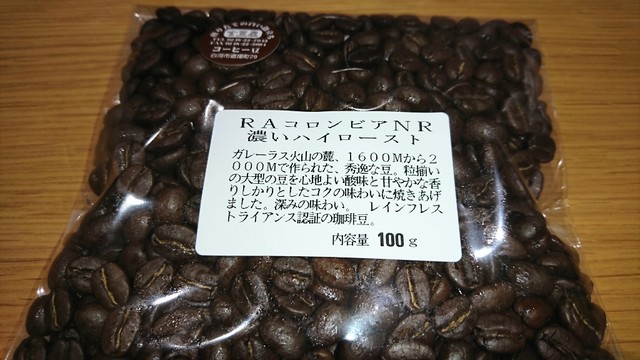 コーヒー豆
ＲＡコロンビアＮＲ
濃いハイロースト
ガレーラス火山の麓、１６００Ｍから２
０００Ｍで作られた、秀逸な豆。粒揃い
の大型の豆を心地よい酸味と甘やかな香
りしかりとしたコクの味わいに焼きあげ
ました。深みの味わい。　レインフレス
トライアンス認証の珈琲豆。
内容量 100ｇ